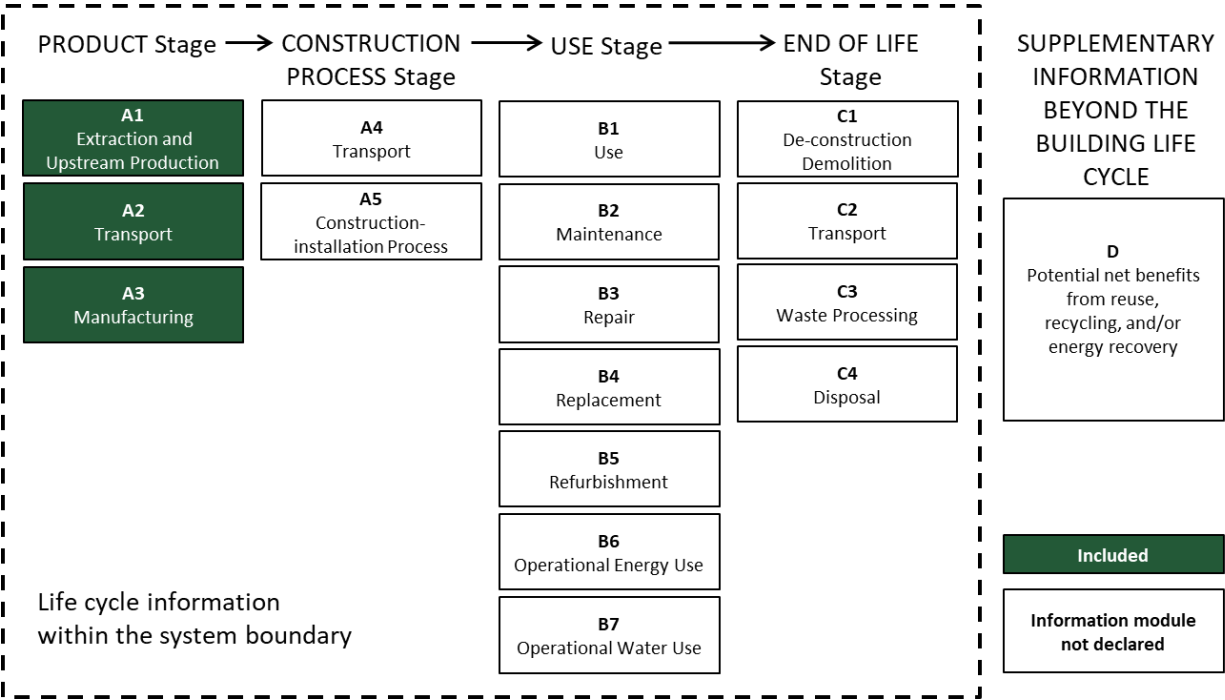 PRODUCT Stage
CONSTRUCTION
PROCESS Stage
USE Stage
END OF LIFE
Stage
SUPPLEMENTARY
INFORMATION
BEYOND THE
BUILDING LIFE
CYCLE
A1
Extraction and
Upstream Production
A2
Transport
A3
Manufacturing
A4
Transport
A5
Construction-
installation Process
B1
Use
B2
Maintenance
B3
Repair
B4
Replacement
B5
Refurbishment
B6
Operational Energy Use
B7
Operational Water Use
C1
De-construction
Demolition
C2
Transport
C3
Waste Processing
C4
Disposal
D
Potential net benefits
from reuse,
recycling, and/or
energy recovery
Life cycle information
within the system boundary
Included
Information module
not declared